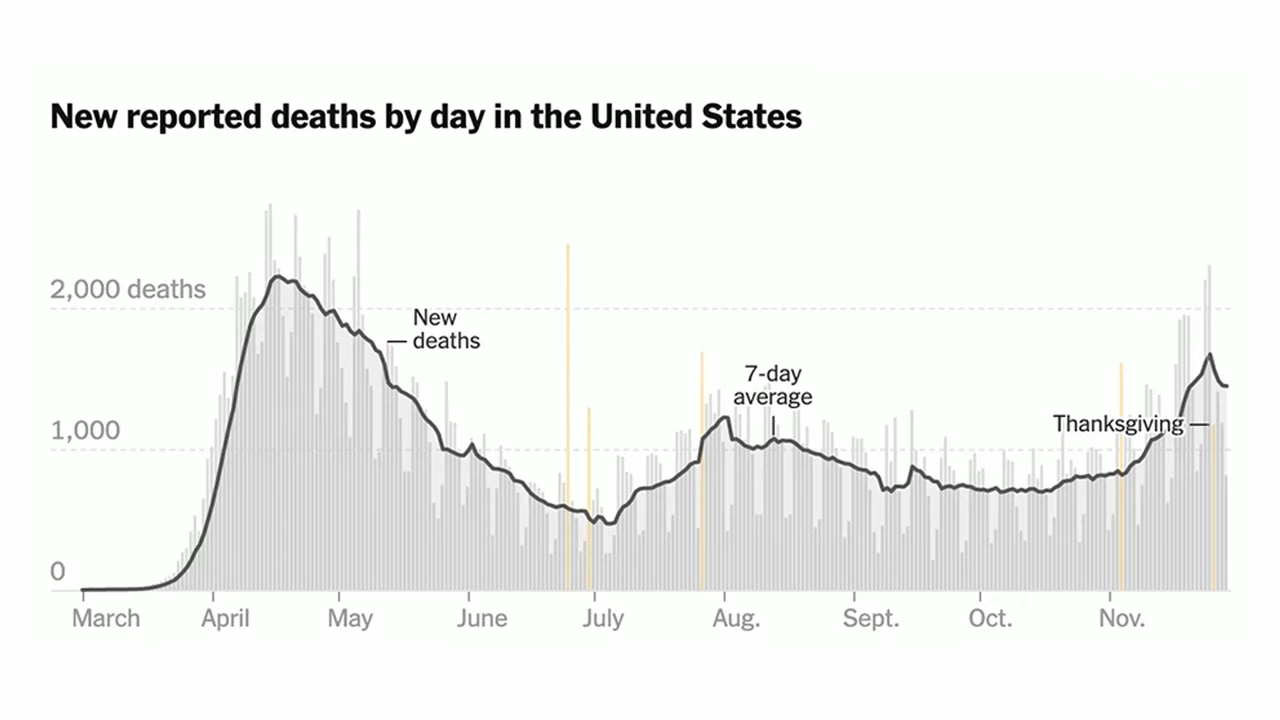 New reported deaths by day in the United States
2,000 deaths
New
deaths
7-day
average
1,000
Thanksgiving
0
March April May June July Aug. Sept. Oct. Nov.